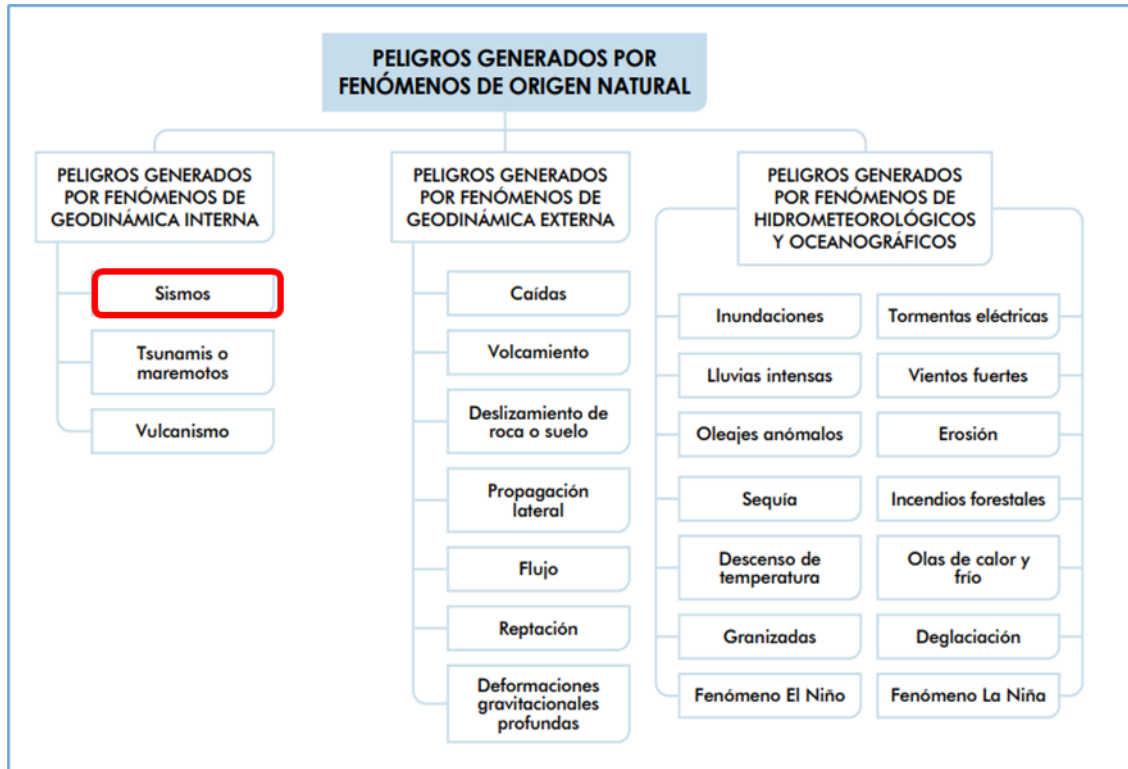 PELIGROS GENERADOS POR
FENÓMENOS DE ORIGEN NATURAL
PELIGROS GENERADOS
POR FENÓMENOS DE
GEODINÁMICA INTERNA
Sismos
Tsunamis o
maremotos
Vulcanismo
PELIGROS GENERADOS
POR FENÓMENOS DE
GEODINÁMICA EXTERNA
Caídas
Volcamiento
Deslizamiento de
roca o suelo
Propagación
lateral
Flujo
Reptación
Deformaciones
gravitacionales
profundas
PELIGROS GENERADOS
POR FENÓMENOS DE
HIDROMETEOROLÓGICOS
Y OCEANOGRÁFICOS
Inundaciones
Tormentas eléctricas
Lluvias intensas
Vientos fuertes
Oleajes anómalos
Erosión
Sequía
Incendios forestales
Descenso de
temperatura
Olas de calor y
frío
Granizadas
Deglaciación
Fenómeno El Niño
Fenómeno La Niña